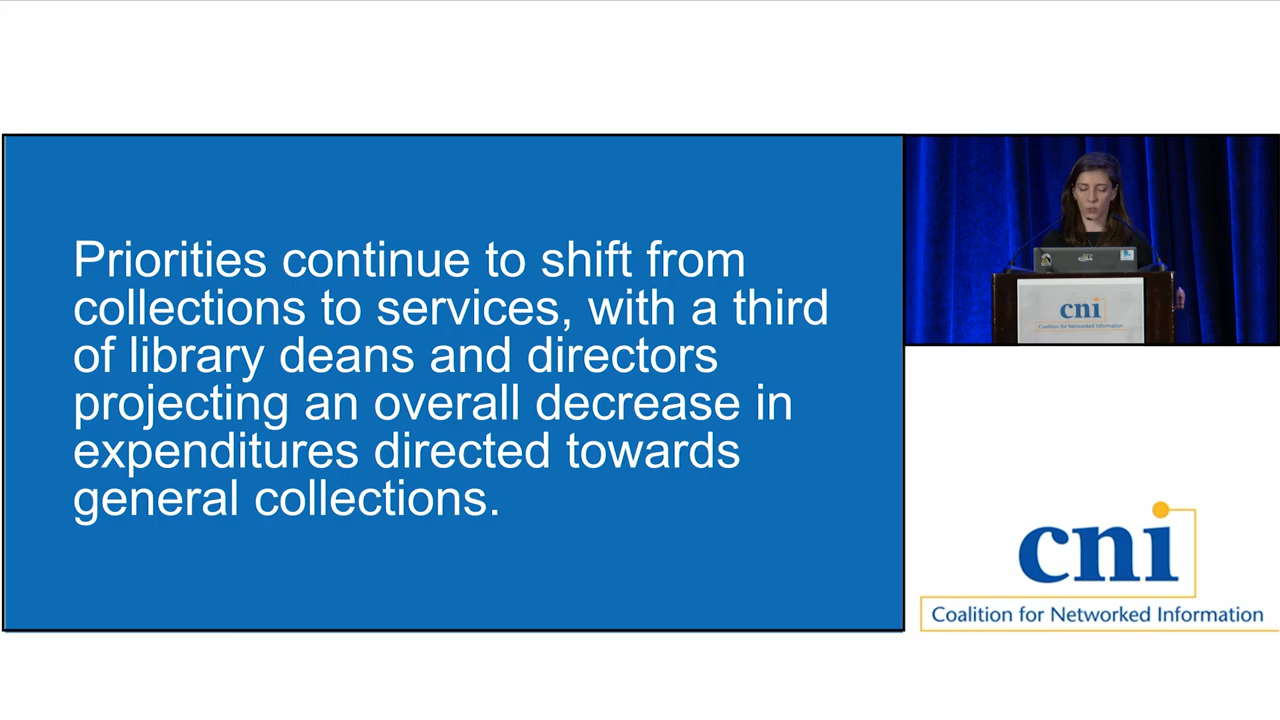 Priorities continue to shift from
collections to services, with a third
of library deans and directors
projecting an overall decrease in
expenditures directed towards
general collections.
cni
Coalition for Networked Information
cni
Coalition for Networked Information